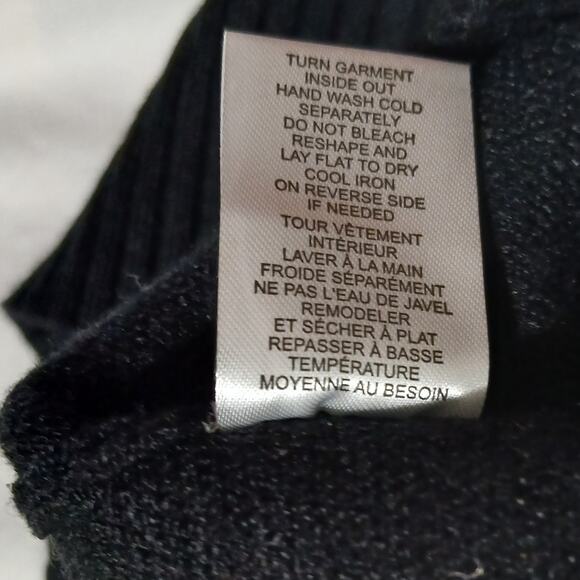 TURN GARMENT
INSIDE OUT
HAND WASH COLD
SEPARATELY
DO NOT BLEACH
RESHAPE AND
LAY FLAT TO DRY
COOL IRON
ON REVERSE SIDE
IF NEEDED
TOUR VÊTEMENT
INTÉRIEUR
LAVER À LA MAIN
FROIDE SÉPARÉMENT
NE PAS L'EAU DE JAVEL
REMODELER
ET SÉCHER À PLAT
REPASSER À BASSE
TEMPÉRATURE
MOYENNE AU BESOIN